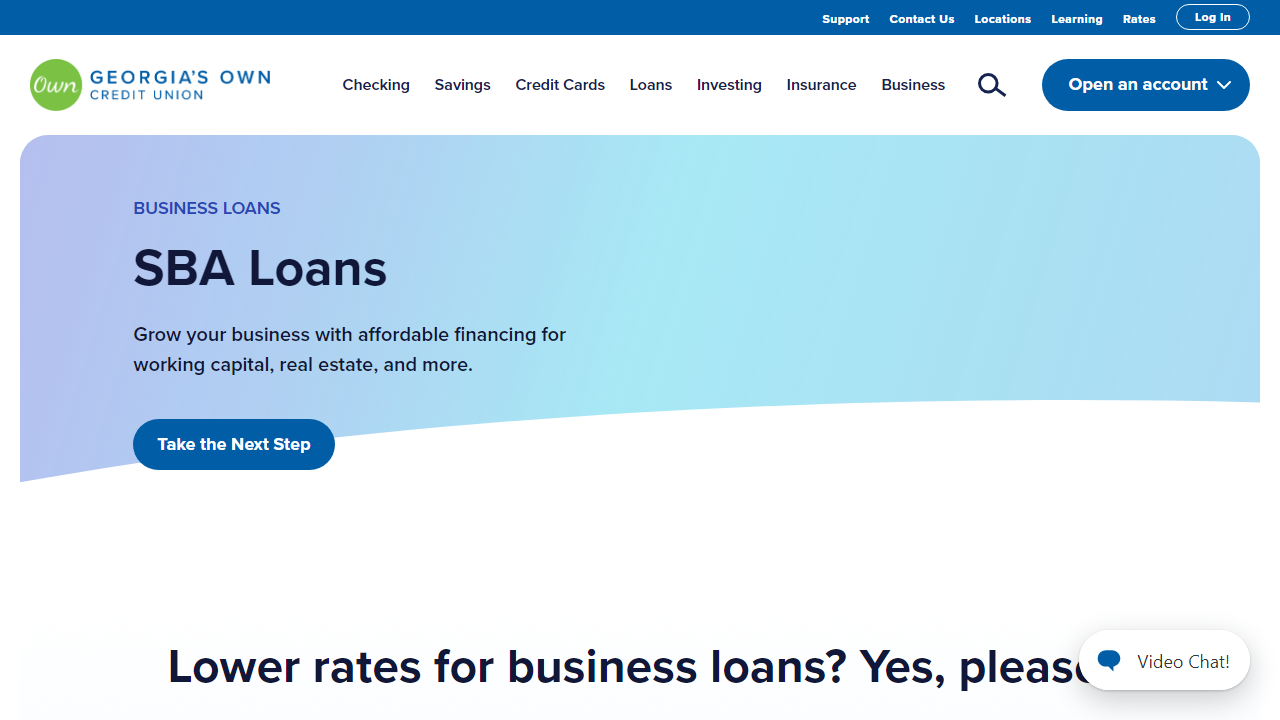 Support Contact Us Locations Learning Rates Log In
Own GEORGIA'S OWN
CREDIT UNION
Checking Savings Credit Cards Loans Investing Insurance Business Open an account
BUSINESS LOANS
SBA Loans
Grow your business with affordable financing for
working capital, real estate, and more.
Take the Next Step
Lower rates for business loans? Yes, please
Video Chat!